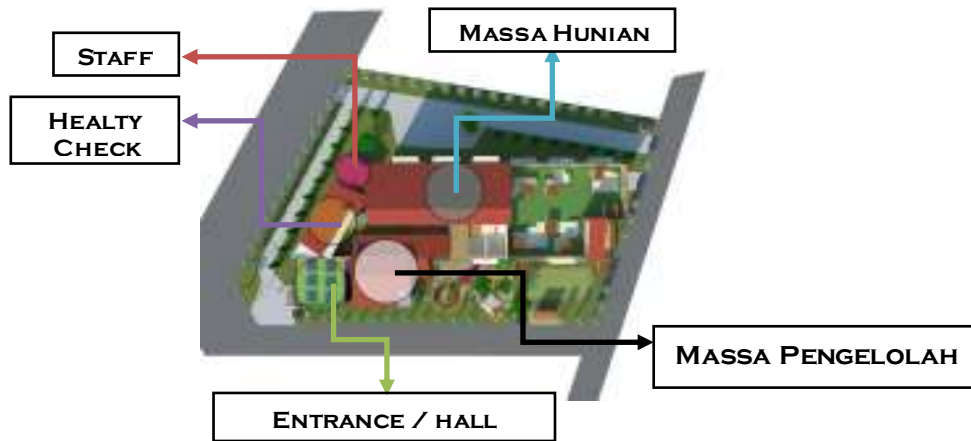 MASSA HUNIAN
STAFF
HEALTY
CHECK
MASSA PENGELOLAH
ENTRANCE / HALL